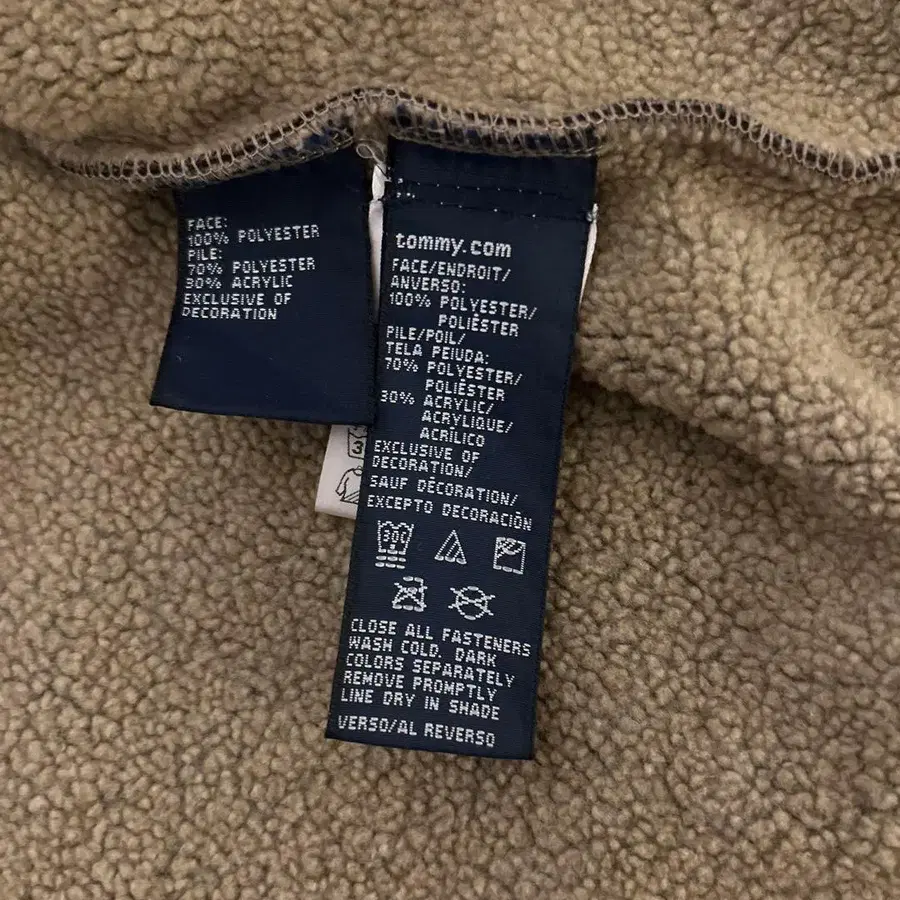 FACE:
100% POLYESTER
PILE:
70% POLYESTER
30% ACRYLIC
EXCLUSIVE OF
DECORATION
tommy.com
FACE/ENDROIT/
ANVERSO:
100% POLYESTER/
POLIÉSTER
PILE/POIL/
TELA PEIUDA:
70% POLYESTER/
POLIÉSTER
30% ACRYLIC/
ACRYLIQUE/
ACRÍLICO
EXCLUSIVE OF
DECORATION/
SAUF DÉCORATION/
EXCEPTO DECORACIÓN
30C
CLOSE ALL FASTENERS
WASH COLD. DARK
COLORS SEPARATELY
REMOVE PROMPTLY
LINE DRY IN SHADE
VERSO/AL REVERSO